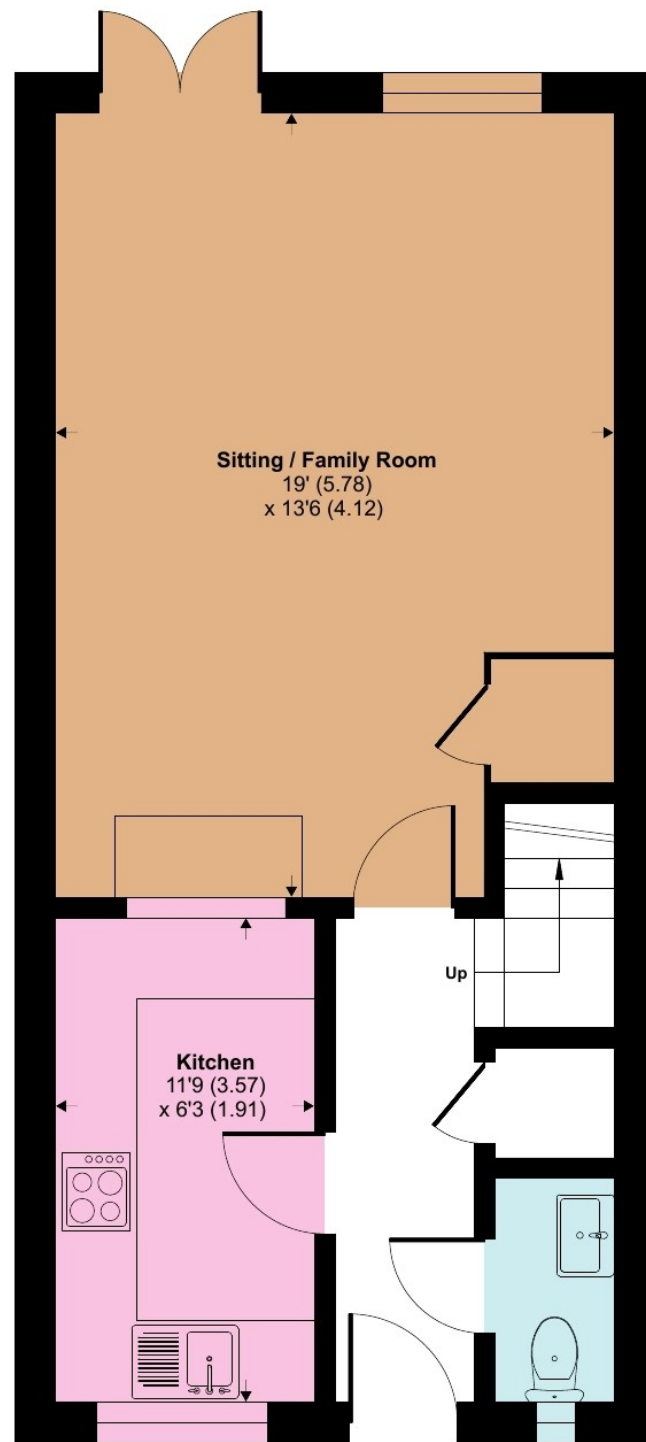 Sitting / Family Room
19' (5.78)
x 13'6 (4.12)
Up
Kitchen
11'9 (3.57)
x 6'3 (1.91)